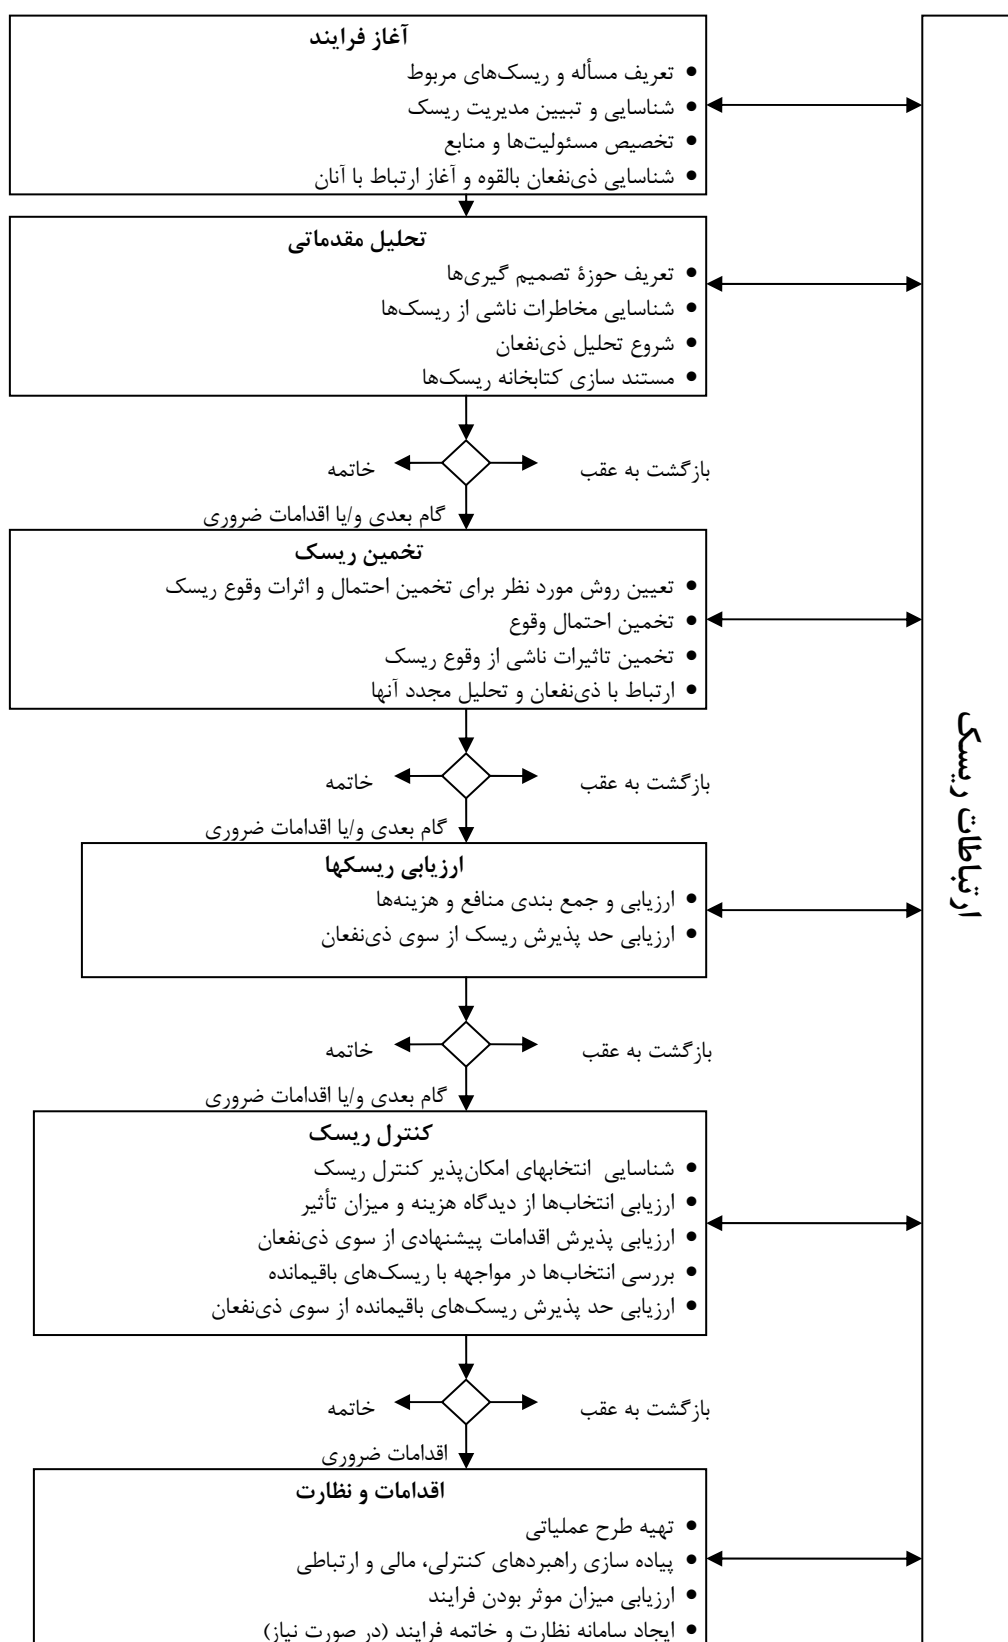 آغاز فرایند
• تعریف مسأله و ریسک‌های مربوط
• شناسایی و تبیین مدیریت ریسک
• تخصیص مسئولیت‌ها و منابع
• شناسایی ذی‌نفعان بالقوه و آغاز ارتباط با آنان
تحلیل مقدماتی
• تعریف حوزۀ تصمیم گیری‌ها
• شناسایی مخاطرات ناشی از ریسک‌ها
• شروع تحلیل ذی‌نفعان
• مستند سازی کتابخانه ریسک‌ها
بازگشت به عقب خاتمه
گام بعدی و/یا اقدامات ضروری
تخمین ریسک
• تعیین روش مورد نظر برای تخمین احتمال و اثرات وقوع ریسک
• تخمین احتمال وقوع
• تخمین تاثیرات ناشی از وقوع ریسک
• ارتباط با ذی‌نفعان و تحلیل مجدد آنها
بازگشت به عقب خاتمه
گام بعدی و/یا اقدامات ضروری
ارزیابی ریسکها
• ارزیابی و جمع بندی منافع و هزینه‌ها
• ارزیابی حد پذیرش ریسک از سوی ذی‌نفعان
بازگشت به عقب خاتمه
گام بعدی و/یا اقدامات ضروری
کنترل ریسک
• شناسایی انتخابهای امکان‌پذیر کنترل ریسک
• ارزیابی انتخاب‌ها از دیدگاه هزینه و میزان تأثیر
• ارزیابی پذیرش اقدامات پیشنهادی از سوی ذی‌نفعان
• بررسی انتخاب‌ها در مواجهه با ریسک‌های باقیمانده
• ارزیابی حد پذیرش ریسک‌های باقیمانده از سوی ذی‌نفعان
بازگشت به عقب خاتمه
اقدامات ضروری
اقدامات و نظارت
• تهیه طرح عملیاتی
• پیاده سازی راهبردهای کنترلی، مالی و ارتباطی
• ارزیابی میزان موثر بودن فرایند
• ایجاد سامانه نظارت و خاتمه فرایند (در صورت نیاز)
ارتباطات ریسک